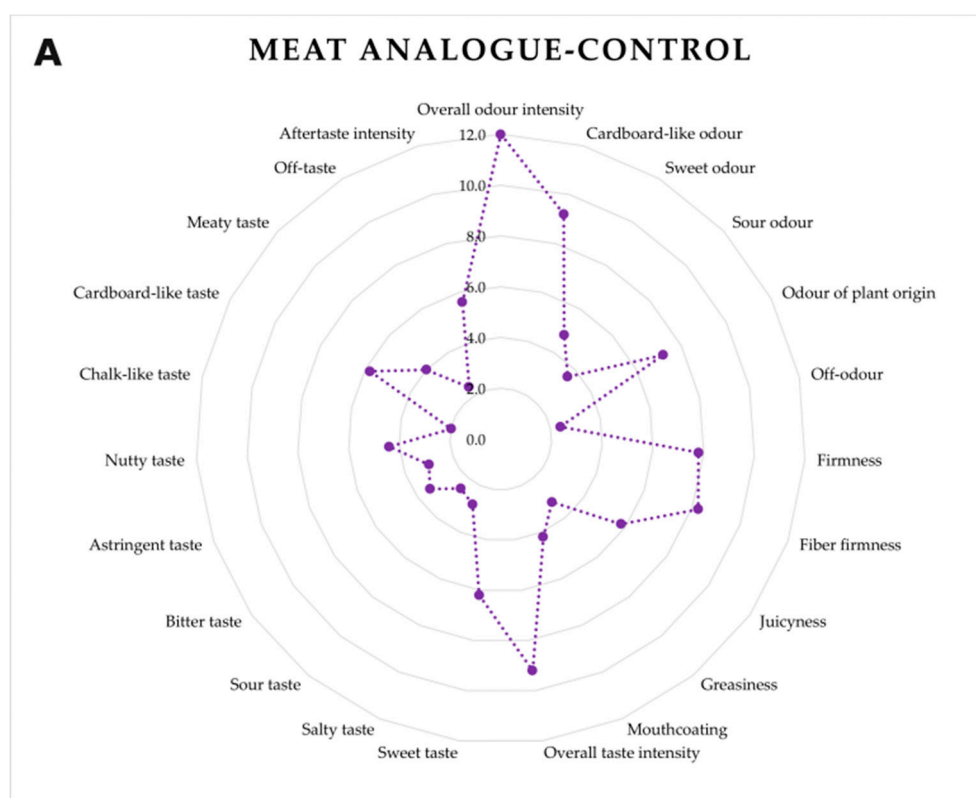 A
MEAT ANALOGUE-CONTROL
Overall odour intensity
Cardboard-like odour
Sweet odour
Sour odour
Odour of plant origin
Off-odour
Firmness
Fiber firmness
Juicyness
Greasiness
Mouthcoating
Overall taste intensity
Sweet taste
Salty taste
Sour taste
Bitter taste
Astringent taste
Nutty taste
Chalk-like taste
Cardboard-like taste
Meaty taste
Off-taste
Aftertaste intensity
12.0
10.0
8.0
6.0
4.0
2.0
0.0